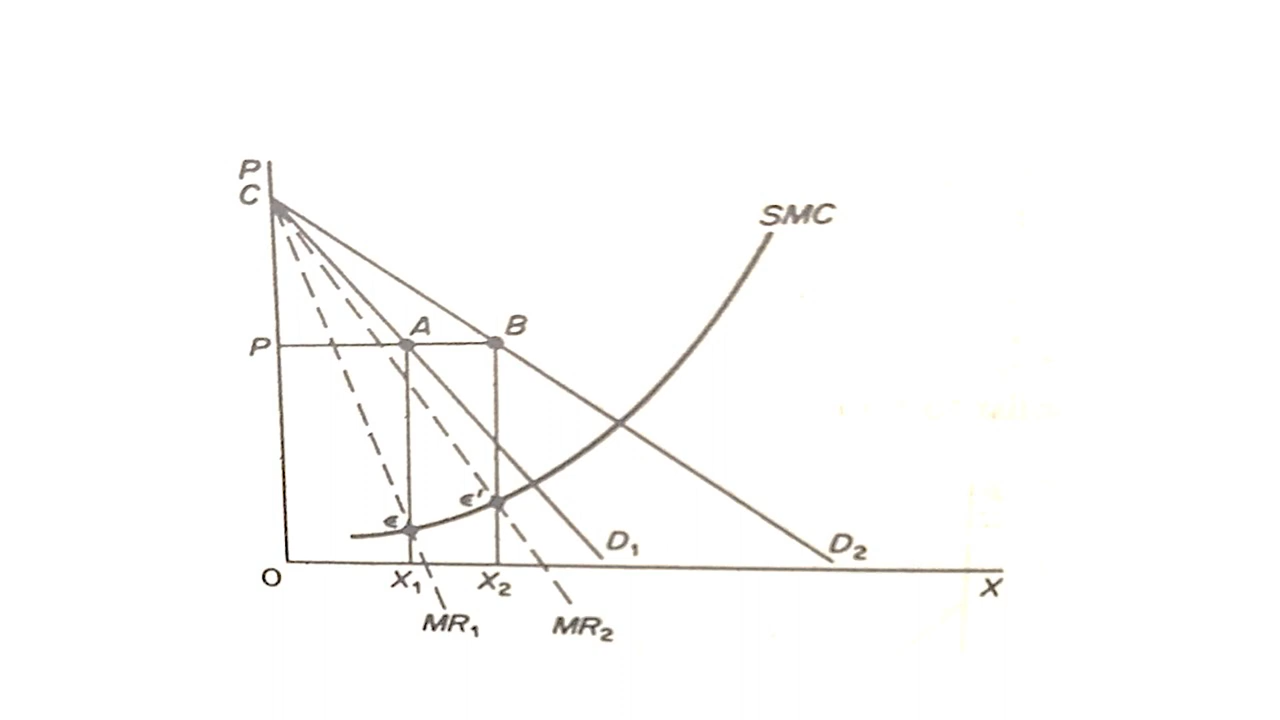 P
C
SMC
A
B
P
ϵ'
ϵ
D₁
D₂
O
X₁
X₂
X
MR₁
MR₂